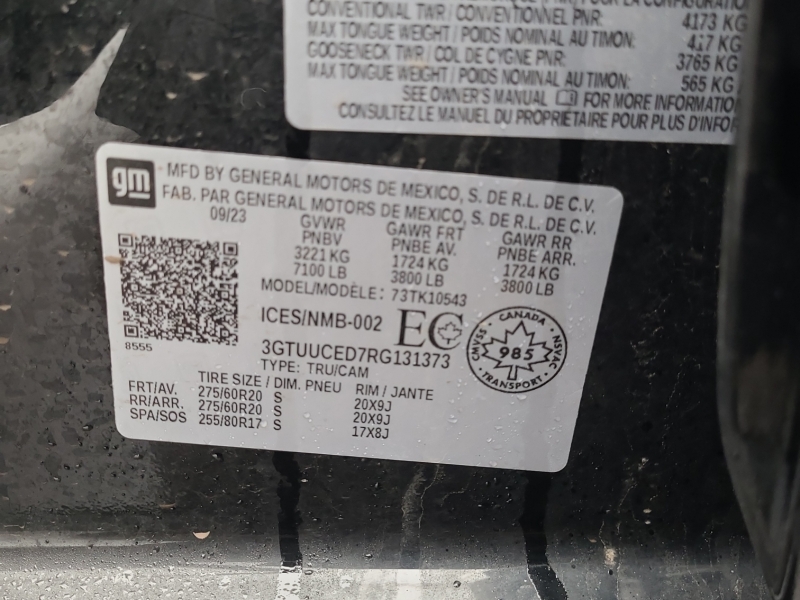 CONVENTIONAL TWR / CONVENTIONNEL PNR: 4173 KG
MAX TONGUE WEIGHT / POIDS NOMINAL AU TIMON: 417 KG
GOOSENECK TWR / COL DE CYGNE PNR: 3765 KG
MAX TONGUE WEIGHT / POIDS NOMINAL AU TIMON: 565 KG
SEE OWNER'S MANUAL FOR MORE INFORMATION
CONSULTEZ LE MANUEL DU PROPRIÉTAIRE POUR PLUS D'INFOR
gm
MFD BY GENERAL MOTORS DE MEXICO, S. DE R.L. DE C.V.
FAB. PAR GENERAL MOTORS DE MEXICO, S. DE R.L. DE C.V.
09/23 GVWR GAWR FRT GAWR RR
PNBV PNBE AV. PNBE ARR.
3221 KG 1724 KG 1724 KG
7100 LB 3800 LB 3800 LB
MODEL/MODÈLE: 73TK10543
ICES/NMB-002 EC
8555
3GTUUCED7RG131373
TYPE: TRU/CAM
CANADA
985
TRANSPORT
CMVSS
NSVAC
TIRE SIZE / DIM. PNEU RIM / JANTE
FRT/AV. 275/60R20 S 20X9J
RR/ARR. 275/60R20 S 20X9J
SPA/SOS 255/80R17 S 17X8J